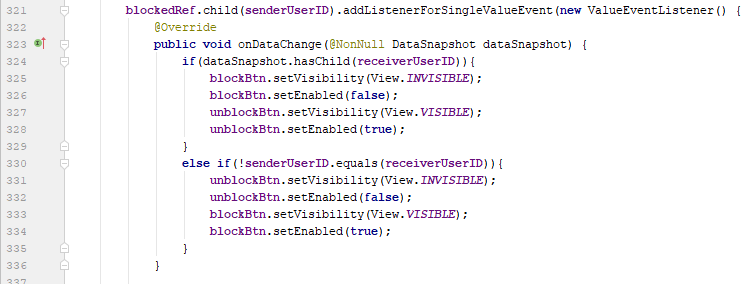 321 blockedRef.child(senderUserID).addListenerForSingleValueEvent(new ValueEventListener() {
322 @Override
323 public void onDataChange(@NonNull DataSnapshot dataSnapshot) {
324 if(dataSnapshot.hasChild(receiverUserID)){
325 blockBtn.setVisibility(View.INVISIBLE);
326 blockBtn.setEnabled(false);
327 unblockBtn.setVisibility(View.VISIBLE);
328 unblockBtn.setEnabled(true);
329 }
330 else if(!senderUserID.equals(receiverUserID)){
331 unblockBtn.setVisibility(View.INVISIBLE);
332 unblockBtn.setEnabled(false);
333 blockBtn.setVisibility(View.VISIBLE);
334 blockBtn.setEnabled(true);
335 }
336 }
337